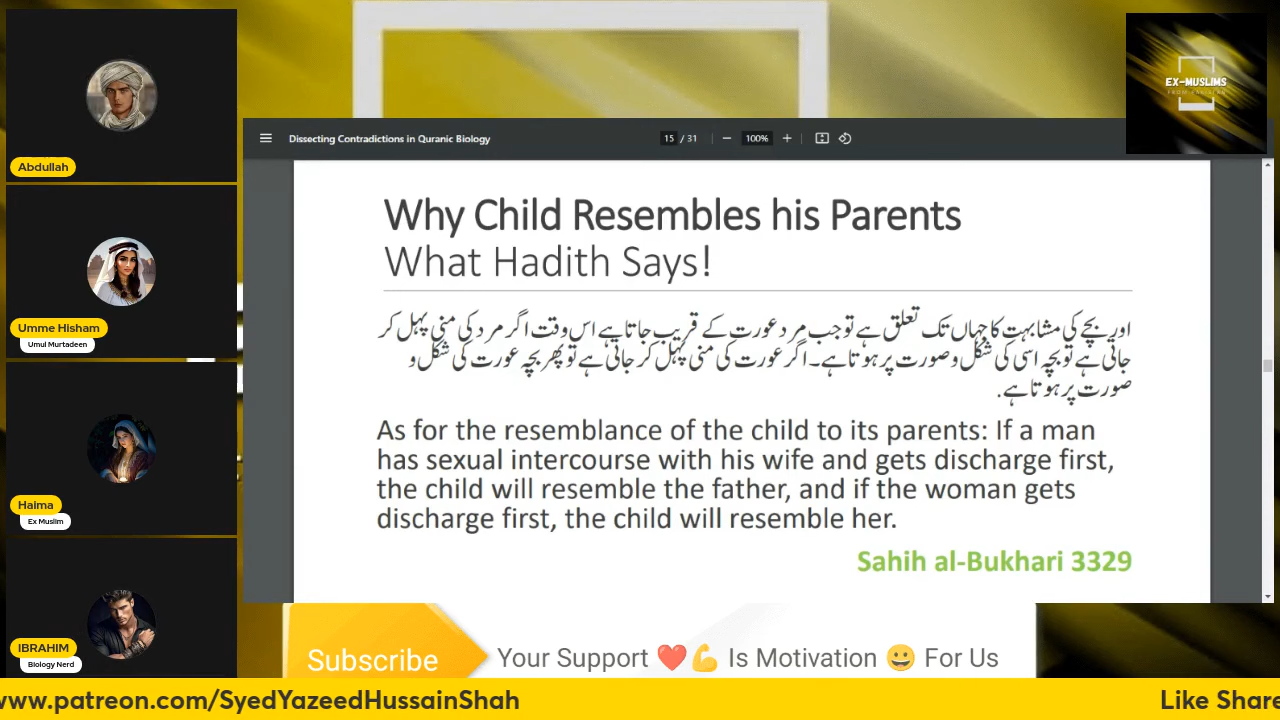 Abdullah
Umme Hisham
Umul Murtadeen
Haima
Ex Muslim
IBRAHIM
Biology Nerd
EX-MUSLIMS
FROM PAKISTAN
Dissecting Contradictions in Quranic Biology
15 / 31
100%
Why Child Resembles his Parents
What Hadith Says!
اور بچے کی مشابہت کا جہاں تک تعلق ہے تو جب مرد عورت کے قریب جاتا ہے اس وقت اگر مرد کی منی پہل کر
جاتی ہے تو بچہ اسی کی شکل و صورت پر ہوتا ہے۔ اگر عورت کی منی پہل کر جاتی ہے تو پھر بچہ عورت کی شکل و
صورت پر ہوتا ہے.
As for the resemblance of the child to its parents: If a man
has sexual intercourse with his wife and gets discharge first,
the child will resemble the father, and if the woman gets
discharge first, the child will resemble her.
Sahih al-Bukhari 3329
Subscribe
Your Support ❤️💪 Is Motivation 😀 For Us
www.patreon.com/SyedYazeedHussainShah
Like Share